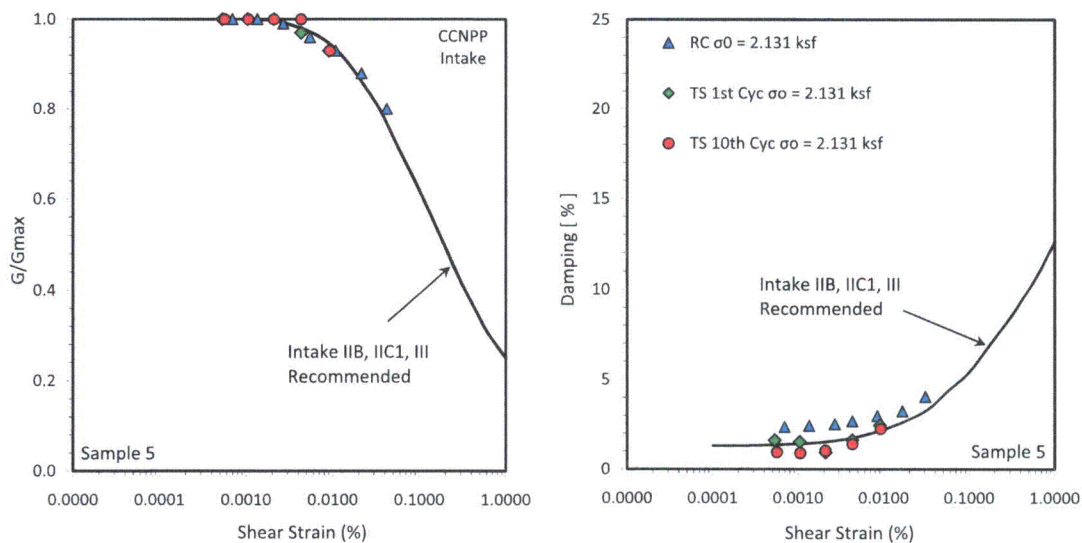 1.0
0.8
0.6
0.4
0.2
0.0
G/Gmax
CCNPP
Intake
Intake IIB, IIC1, III
Recommended
Sample 5
0.0000 0.0001 0.0010 0.0100 0.1000 1.0000
Shear Strain (%)
25
20
15
10
5
0
Damping [ % ]
RC σ0 = 2.131 ksf
TS 1st Cyc σo = 2.131 ksf
TS 10th Cyc σo = 2.131 ksf
Intake IIB, IIC1, III
Recommended
Sample 5
0.0000 0.0001 0.0010 0.0100 0.1000 1.0000
Shear Strain (%)